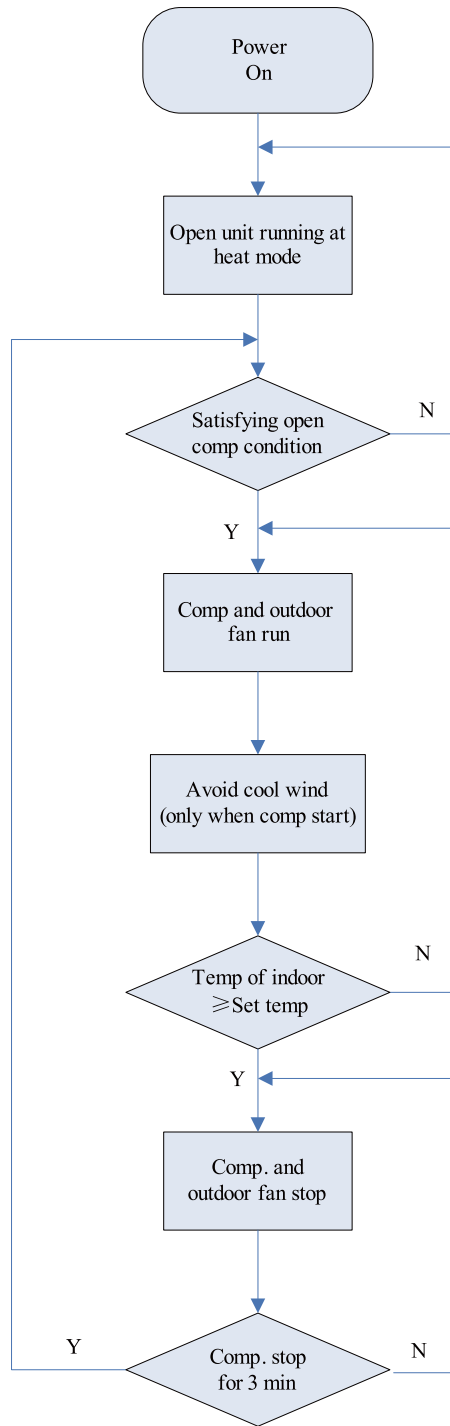 Power
On
Open unit running at
heat mode
Satisfying open
comp condition
N
Y
Comp and outdoor
fan run
Avoid cool wind
(only when comp start)
Temp of indoor
≥Set temp
N
Y
Comp. and
outdoor fan stop
Y
Comp. stop
for 3 min
N